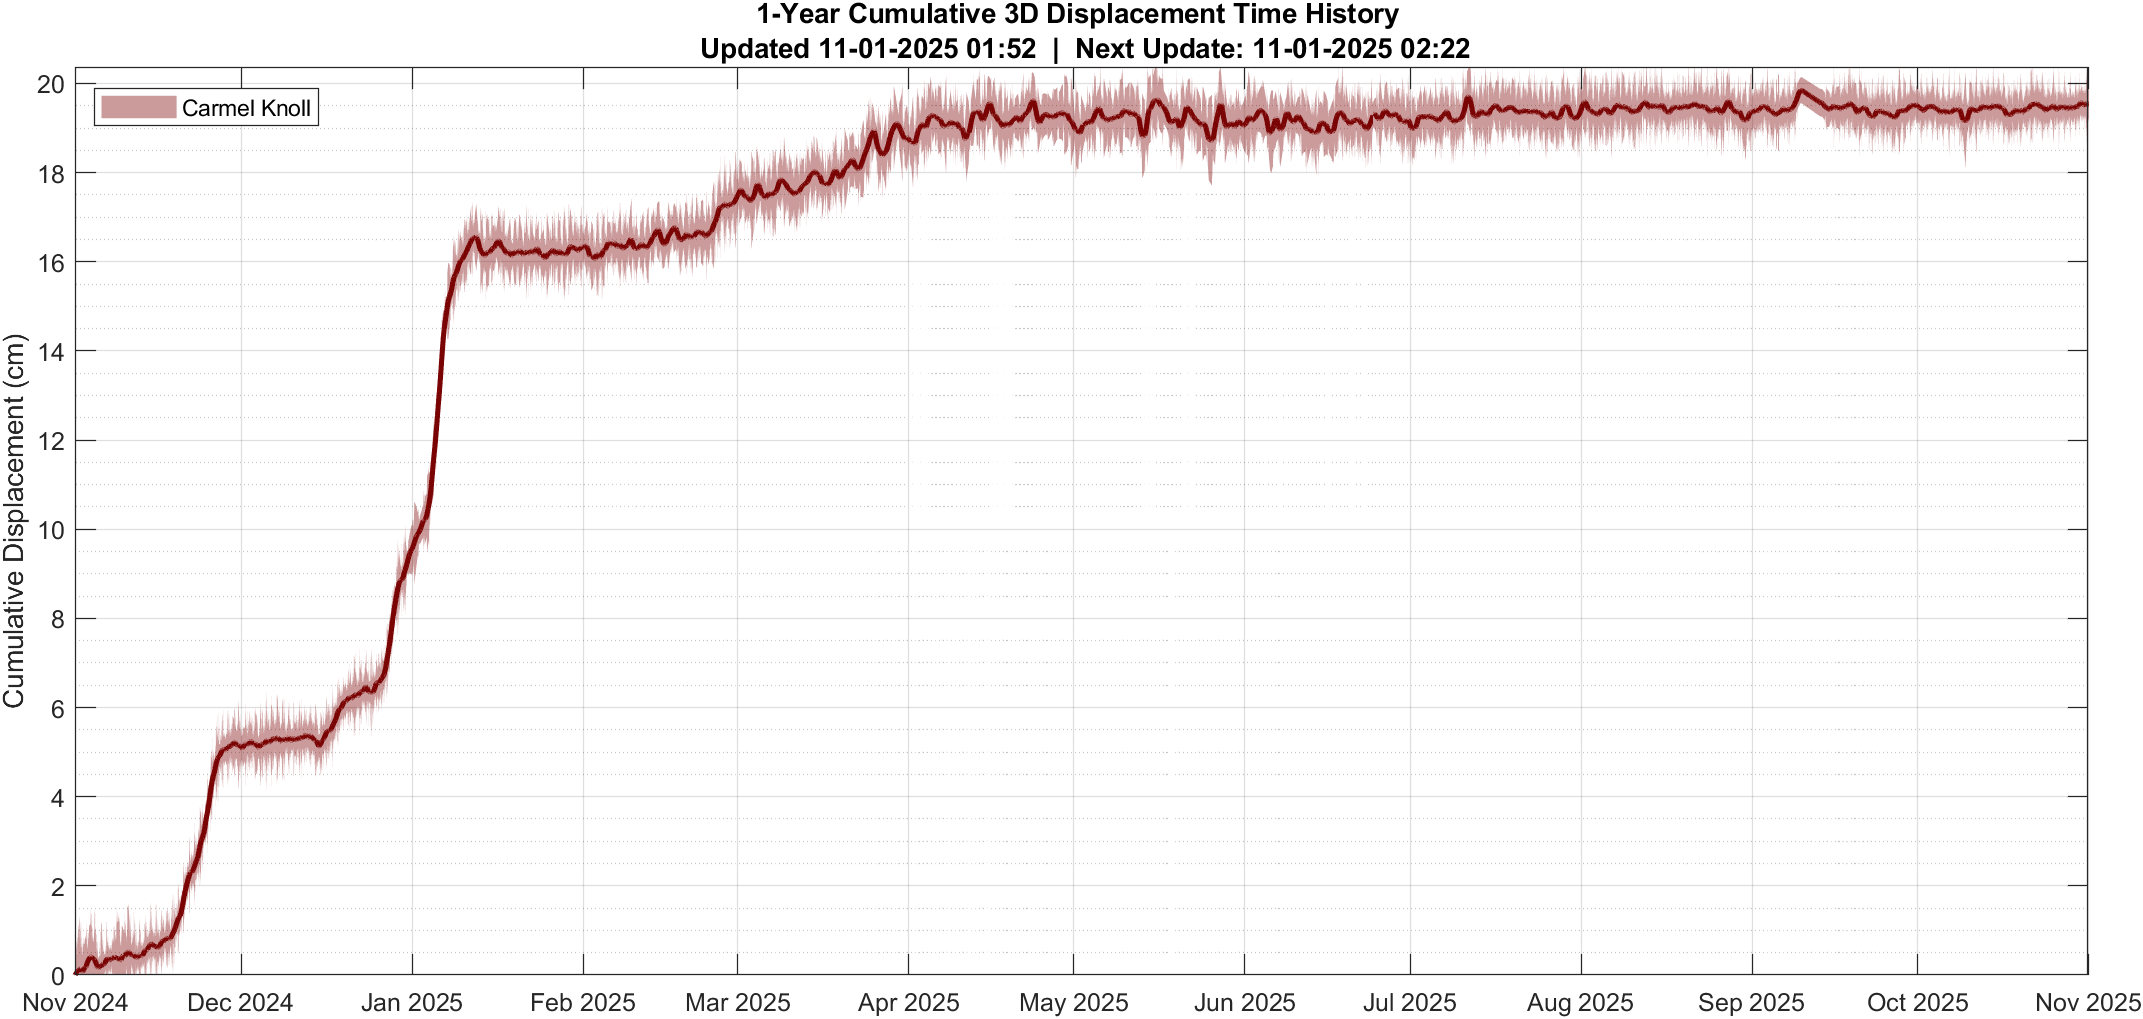 1-Year Cumulative 3D Displacement Time History
Updated 11-01-2025 01:52 | Next Update: 11-01-2025 02:22
Carmel Knoll
Cumulative Displacement (cm)
20
18
16
14
12
10
8
6
4
2
0
Nov 2024 Dec 2024 Jan 2025 Feb 2025 Mar 2025 Apr 2025 May 2025 Jun 2025 Jul 2025 Aug 2025 Sep 2025 Oct 2025 Nov 2025